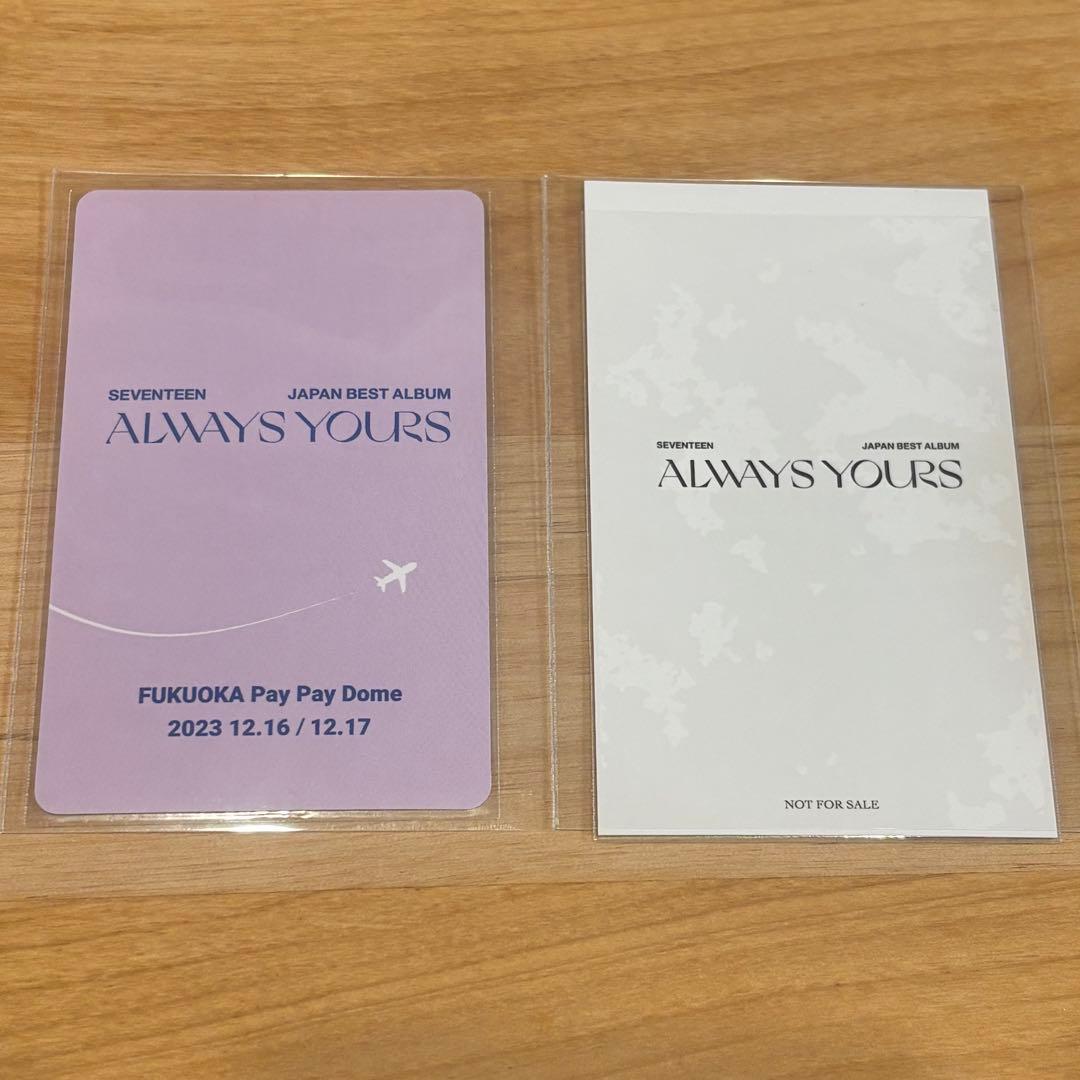 SEVENTEEN JAPAN BEST ALBUM
ALWAYS YOURS
FUKUOKA Pay Pay Dome
2023 12.16 / 12.17
SEVENTEEN JAPAN BEST ALBUM
ALWAYS YOURS
NOT FOR SALE